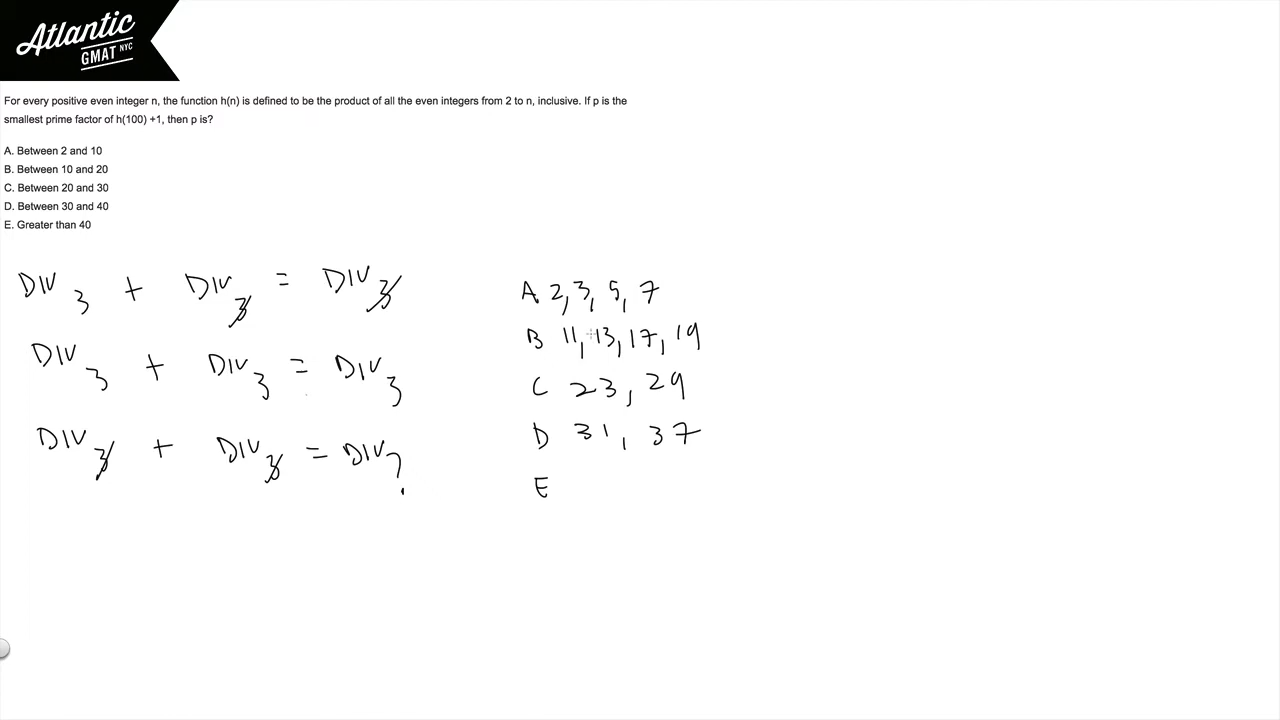 Atlantic
GMAT NYC
For every positive even integer n, the function h(n) is defined to be the product of all the even integers from 2 to n, inclusive. If p is the
smallest prime factor of h(100) +1, then p is?
A. Between 2 and 10
B. Between 10 and 20
C. Between 20 and 30
D. Between 30 and 40
E. Greater than 40
DIV 3 + DIV 3 = DIV 3
DIV 3 + DIV 3 = DIV 3
DIV 3 + DIV 3 = DIV ?
A 2, 3, 5, 7
B 11, 13, 17, 19
C 23, 29
D 31, 37
E